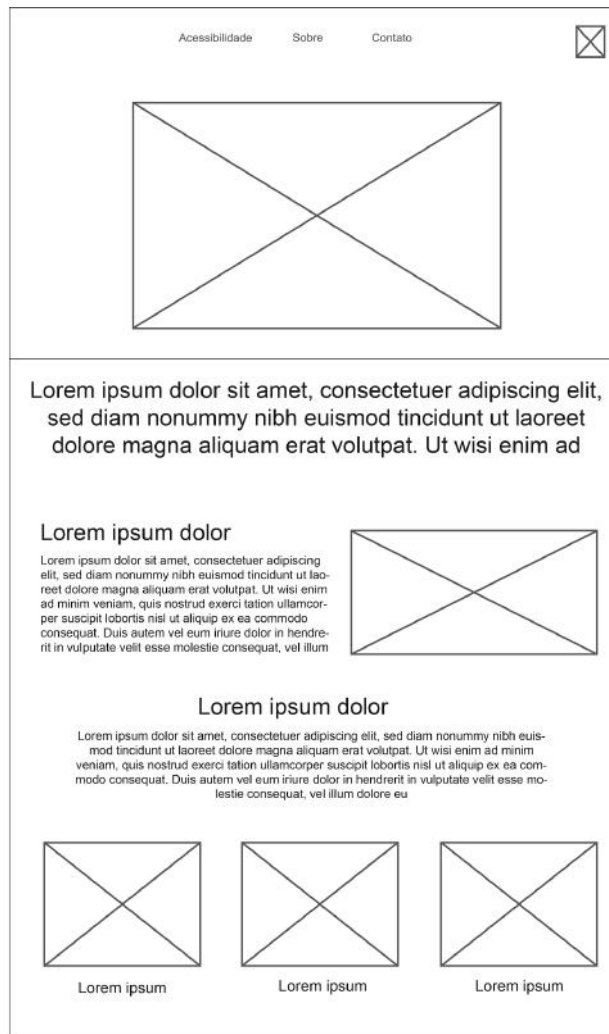 Acessibilidade Sobre Contato
Lorem ipsum dolor sit amet, consectetuer adipiscing elit,
sed diam nonummy nibh euismod tincidunt ut laoreet
dolore magna aliquam erat volutpat. Ut wisi enim ad
Lorem ipsum dolor
Lorem ipsum dolor sit amet, consectetuer adipiscing
elit, sed diam nonummy nibh euismod tincidunt ut lao-
reet dolore magna aliquam erat volutpat. Ut wisi enim
ad minim veniam, quis nostrud exerci tation ullamcor-
per suscipit lobortis nisl ut aliquip ex ea commodo
consequat. Duis autem vel eum iriure dolor in hendre-
rit in vulputate velit esse molestie consequat, vel illum
Lorem ipsum dolor
Lorem ipsum dolor sit amet, consectetuer adipiscing elit, sed diam nonummy nibh euis-
mod tincidunt ut laoreet dolore magna aliquam erat volutpat. Ut wisi enim ad minim
veniam, quis nostrud exerci tation ullamcorper suscipit lobortis nisl ut aliquip ex ea com-
modo consequat. Duis autem vel eum iriure dolor in hendrerit in vulputate velit esse mo-
lestie consequat, vel illum dolore eu
Lorem ipsum Lorem ipsum Lorem ipsum